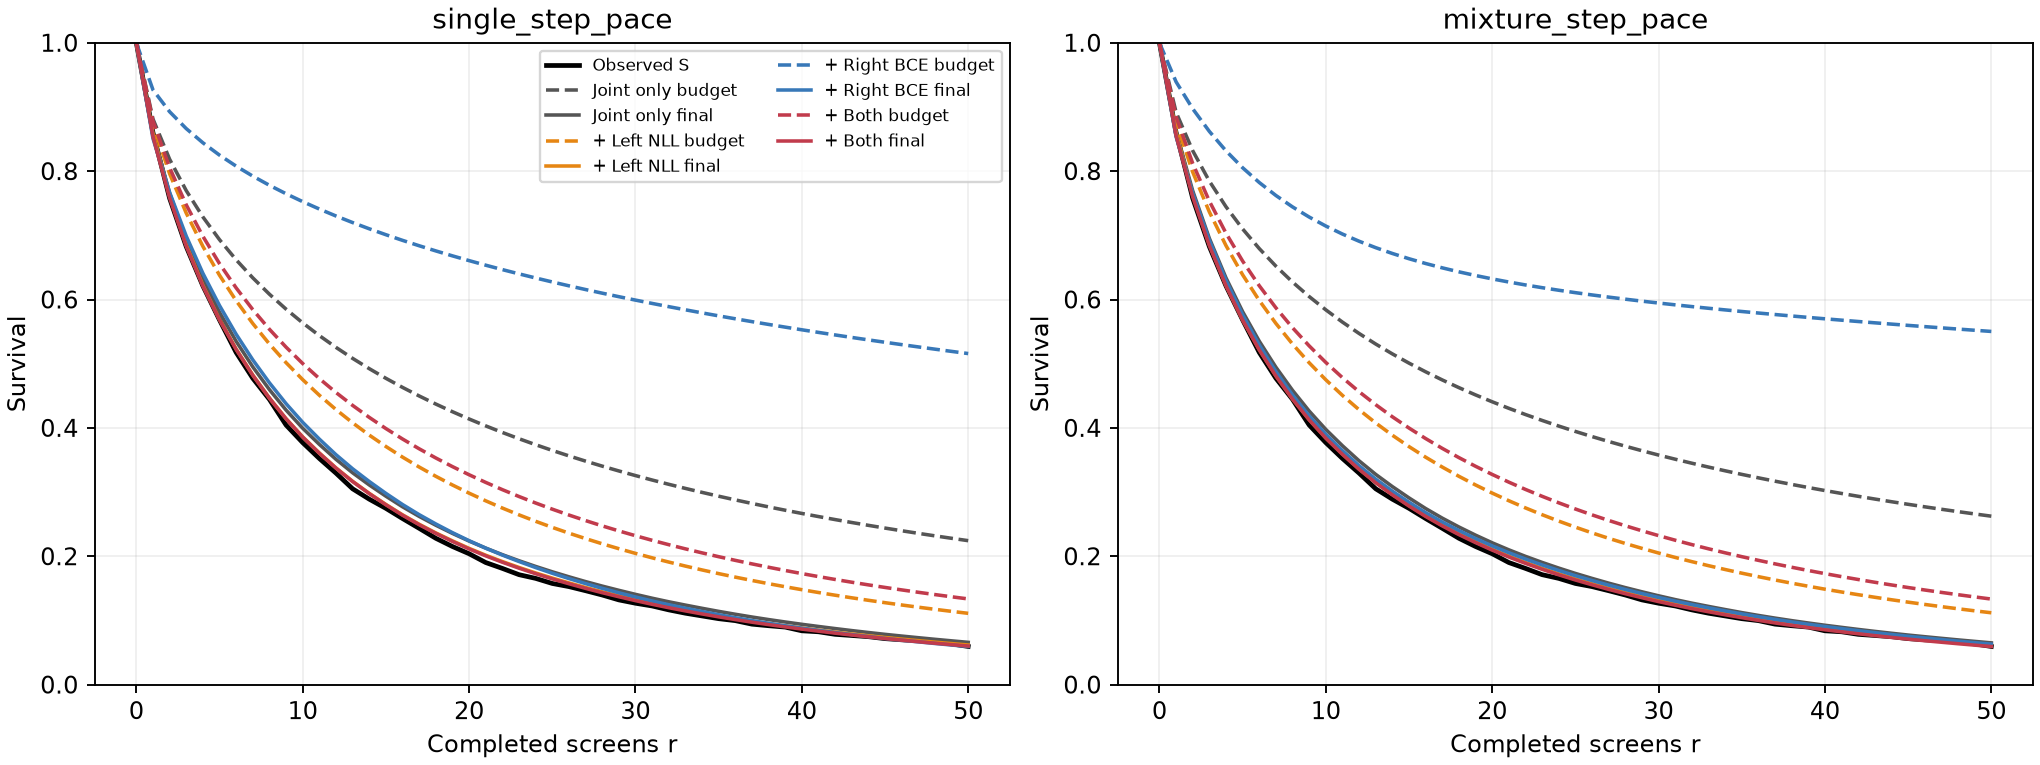 single_step_pace
Survival
1.0
0.8
0.6
0.4
0.2
0.0
0 10 20 30 40 50
Completed screens r
Observed S
Joint only budget
Joint only final
+ Left NLL budget
+ Left NLL final
+ Right BCE budget
+ Right BCE final
+ Both budget
+ Both final
mixture_step_pace
Survival
1.0
0.8
0.6
0.4
0.2
0.0
0 10 20 30 40 50
Completed screens r